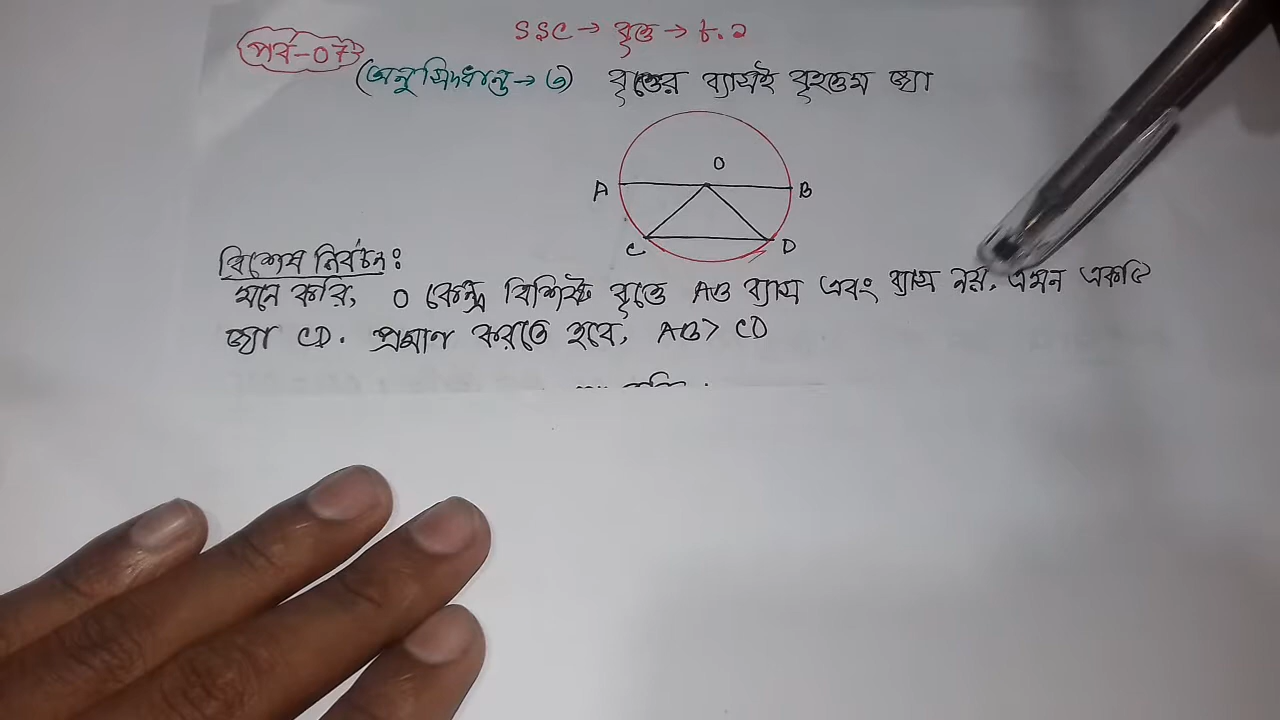 SSC → বৃত্ত → ৮.১
পর্ব-07
(অনুসিদ্ধান্ত → ৩) বৃত্তের ব্যাসই বৃহত্তম জ্যা
O
A
B
C
D
বিশেষ নির্বচন:
মনে করি, O কেন্দ্র বিশিষ্ট বৃত্তে AB ব্যাস এবং ব্যাস নয়, এমন একটি
জ্যা CD. প্রমাণ করতে হবে, AB > CD